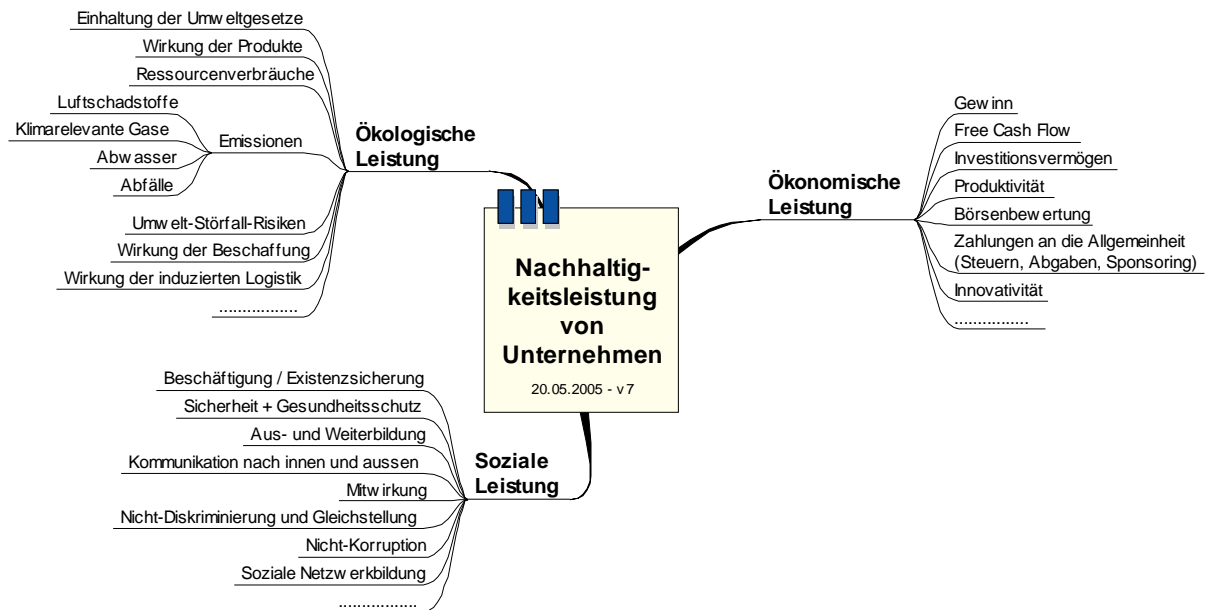 Einhaltung der Umweltgesetze
Wirkung der Produkte
Ressourcenverbräuche
Luftschadstoffe
Klimarelevante Gase
Abwasser
Abfälle
Emissionen
Umwelt-Störfall-Risiken
Wirkung der Beschaffung
Wirkung der induzierten Logistik
.................
Ökologische
Leistung
Nachhaltig-
keitsleistung
von
Unternehmen
20.05.2005 - v7
Ökonomische
Leistung
Gewinn
Free Cash Flow
Investitionsvermögen
Produktivität
Börsenbewertung
Zahlungen an die Allgemeinheit
(Steuern, Abgaben, Sponsoring)
Innovativität
................
Beschäftigung / Existenzsicherung
Sicherheit + Gesundheitsschutz
Aus- und Weiterbildung
Kommunikation nach innen und aussen
Mitwirkung
Nicht-Diskriminierung und Gleichstellung
Nicht-Korruption
Soziale Netzwerkbildung
.................
Soziale
Leistung